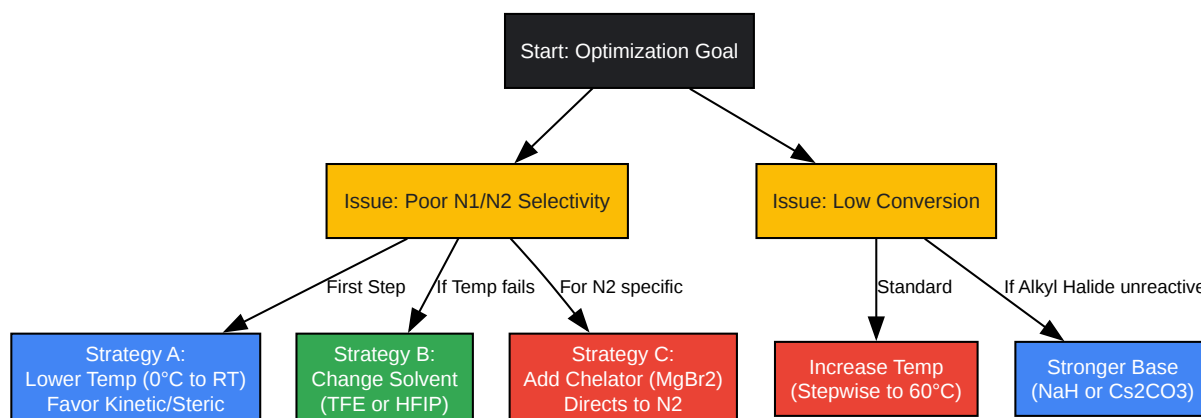 Start: Optimization Goal
Issue: Poor N1/N2 Selectivity
Issue: Low Conversion
First Step
If Temp fails
For N2 specific
Standard
If Alkyl Halide unreactive
Strategy A:
Lower Temp (0°C to RT)
Favor Kinetic/Steric
Strategy B:
Change Solvent
(TFE or HFIP)
Strategy C:
Add Chelator (MgBr2)
Directs to N2
Increase Temp
(Stepwise to 60°C)
Stronger Base
(NaH or Cs2CO3)